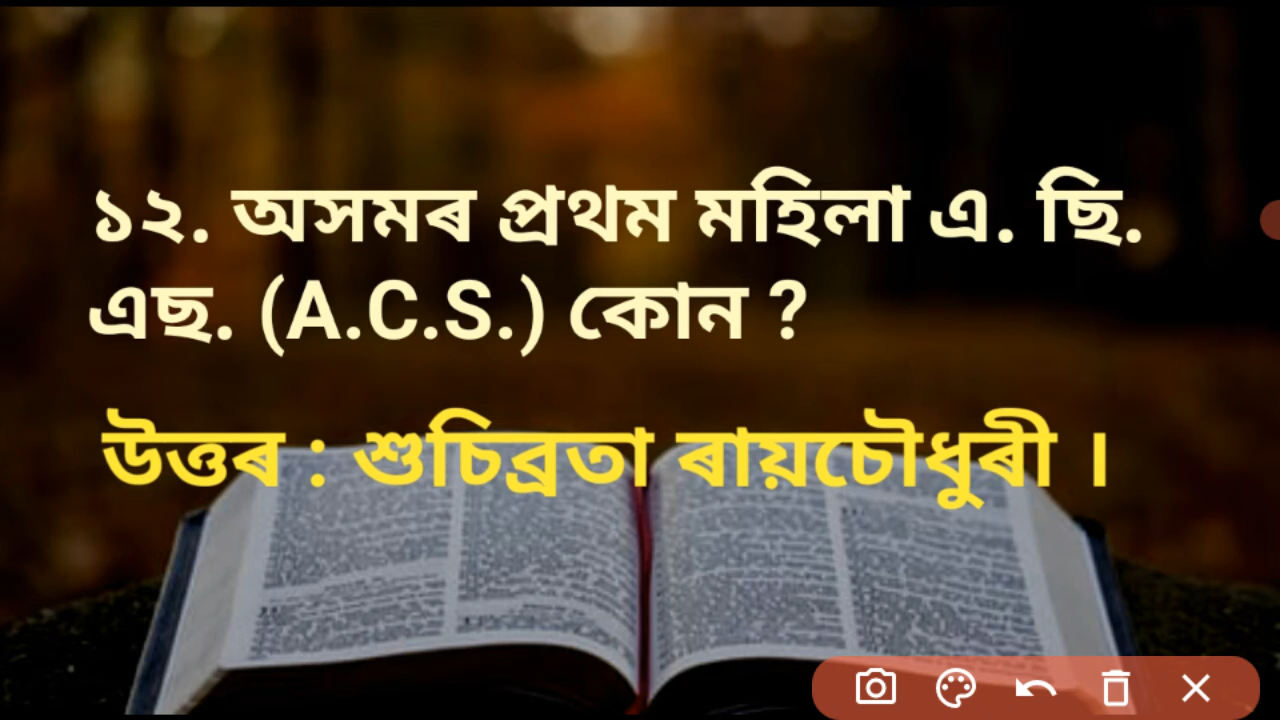 ১২. অসমৰ প্ৰথম মহিলা এ. ছি.
এছ. (A.C.S.) কোন ?
উত্তৰ : শুচিব্ৰতা ৰায়চৌধুৰী ।